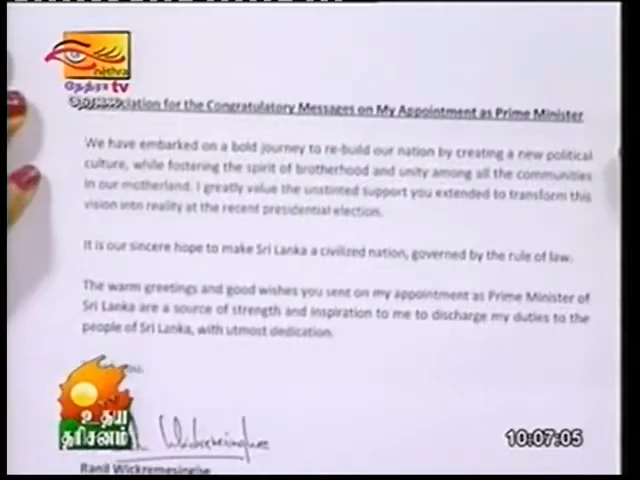 nethra
நேத்ரா tv
Appreciation for the Congratulatory Messages on My Appointment as Prime Minister
We have embarked on a bold journey to re-build our nation by creating a new political
culture, while fostering the spirit of brotherhood and unity among all the communities
in our motherland. I greatly value the unstinted support you extended to transform this
vision into reality at the recent presidential election.
It is our sincere hope to make Sri Lanka a civilized nation, governed by the rule of law.
The warm greetings and good wishes you sent on my appointment as Prime Minister of
Sri Lanka are a source of strength and inspiration to me to discharge my duties to the
people of Sri Lanka, with utmost dedication.
you.
உதய
தரிசனம்
Wickremesinghe
10:07:05
Ranil Wickremesinghe